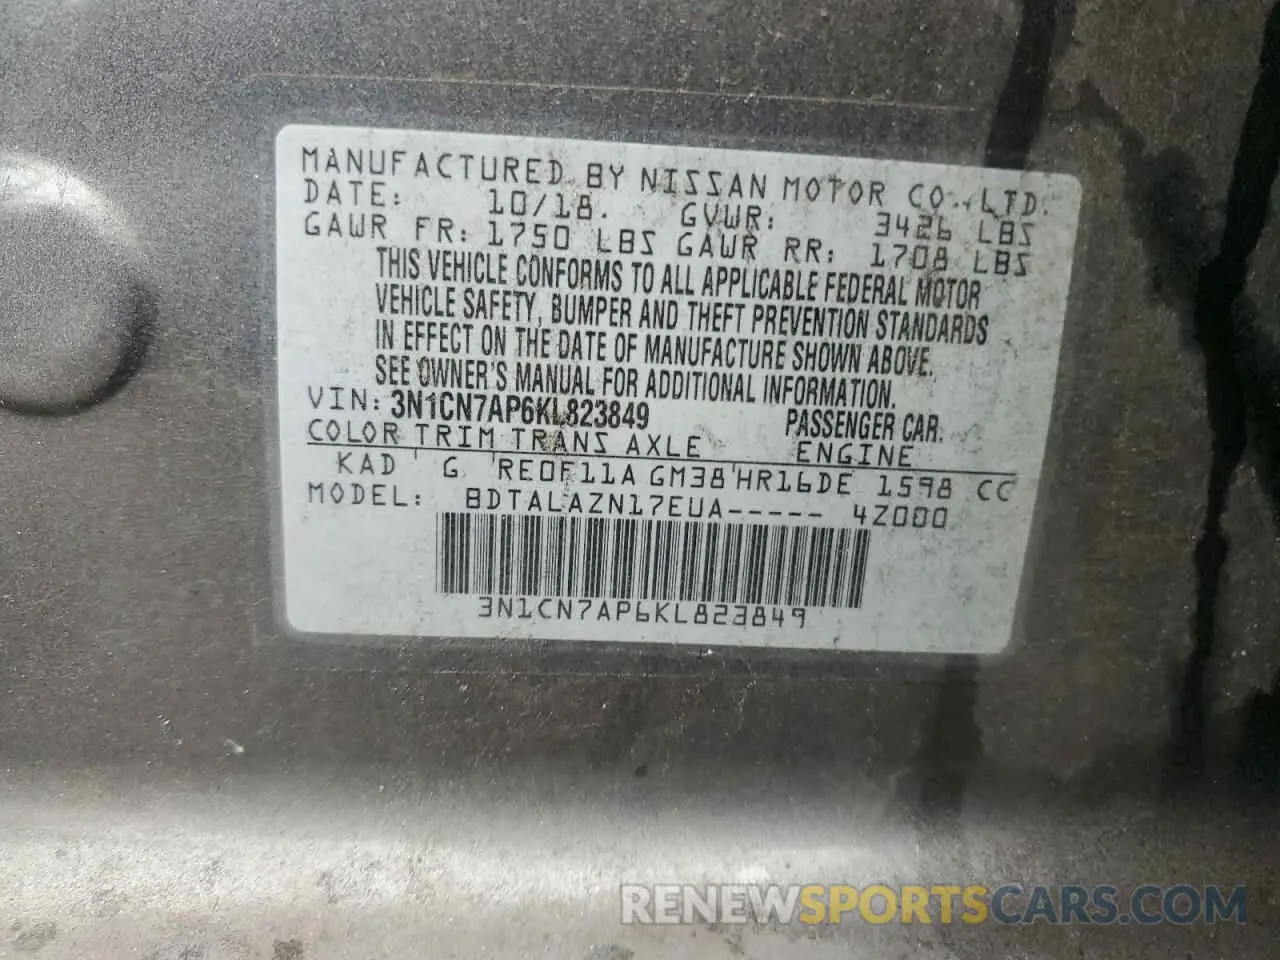 MANUFACTURED BY NISSAN MOTOR CO., LTD.
DATE: 10/18. GVWR: 3426 LBS
GAWR FR: 1750 LBS GAWR RR: 1708 LBS
THIS VEHICLE CONFORMS TO ALL APPLICABLE FEDERAL MOTOR
VEHICLE SAFETY, BUMPER AND THEFT PREVENTION STANDARDS
IN EFFECT ON THE DATE OF MANUFACTURE SHOWN ABOVE.
SEE OWNER'S MANUAL FOR ADDITIONAL INFORMATION.
VIN: 3N1CN7AP6KL823849 PASSENGER CAR.
COLOR TRIM TRANS AXLE ENGINE
KAD G RE0F11A GM38 HR16DE 1598 CC
MODEL: BDTALAZN17EUA----- 4Z000
3N1CN7AP6KL823849
RENEWSPORTSCARS.COM